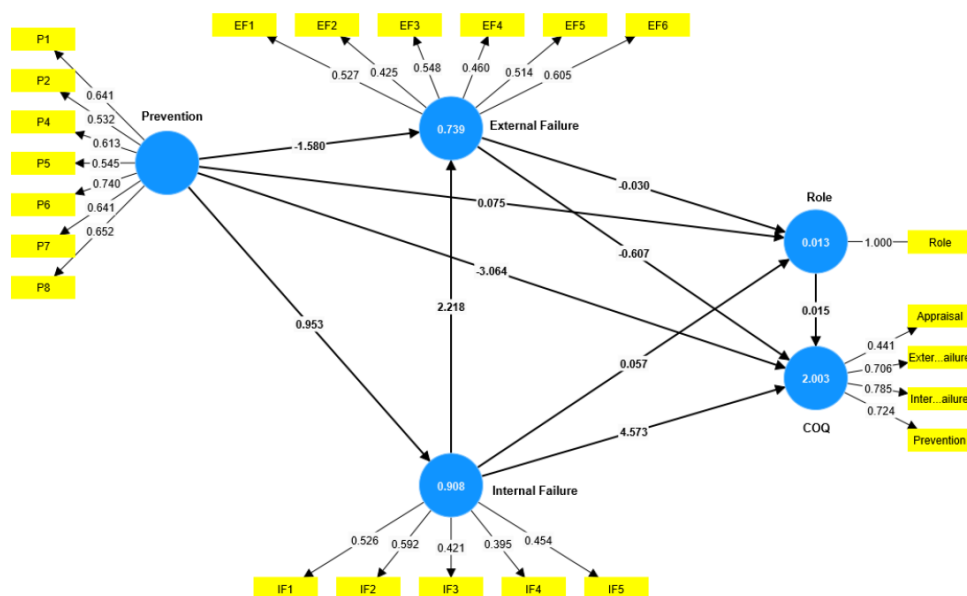 P1
P2
P4
P5
P6
P7
P8
0.641
0.532
0.613
0.545
0.740
0.641
0.652
Prevention
EF1
EF2
EF3
EF4
EF5
EF6
0.527
0.425
0.548
0.460
0.514
0.605
0.739
External Failure
-1.580
0.075
-3.064
0.953
2.218
-0.030
-0.607
0.057
4.573
Role
0.013
1.000
Role
0.015
2.003
COQ
0.441
0.706
0.785
0.724
Appraisal
Exter...ailure
Inter...ailure
Prevention
0.908
Internal Failure
0.526
0.592
0.421
0.395
0.454
IF1
IF2
IF3
IF4
IF5